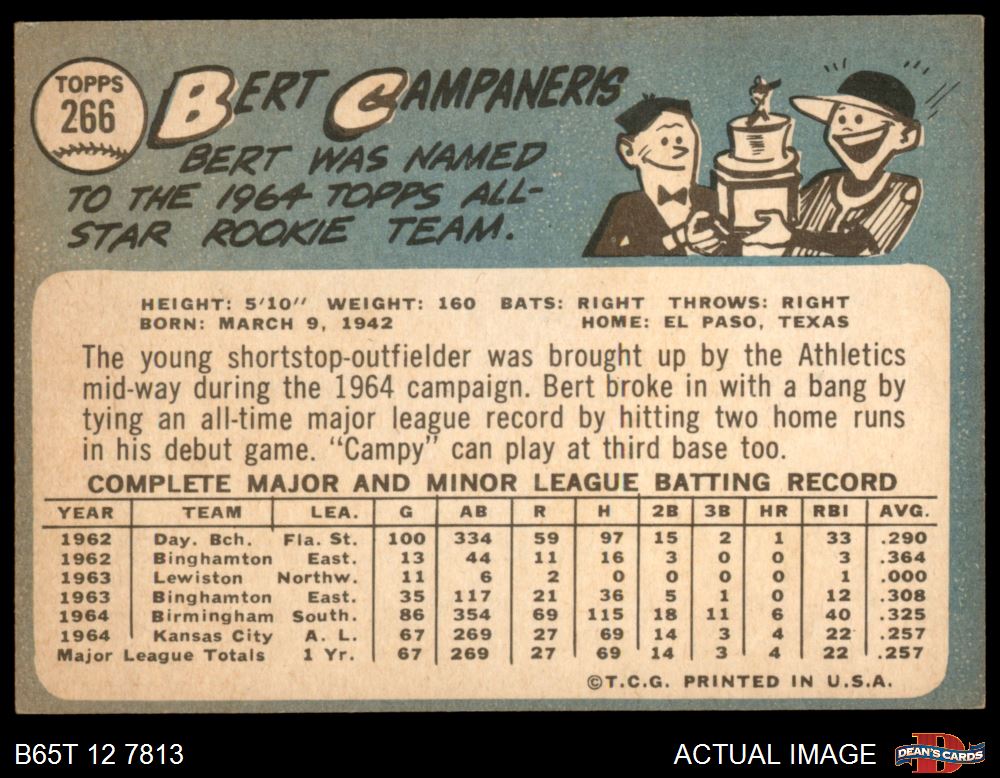 TOPPS
266
BERT CAMPANERIS
BERT WAS NAMED
TO THE 1964 TOPPS ALL-
STAR ROOKIE TEAM.
HEIGHT: 5'10" WEIGHT: 160 BATS: RIGHT THROWS: RIGHT
BORN: MARCH 9, 1942 HOME: EL PASO, TEXAS
The young shortstop-outfielder was brought up by the Athletics
mid-way during the 1964 campaign. Bert broke in with a bang by
tying an all-time major league record by hitting two home runs
in his debut game. "Campy" can play at third base too.
COMPLETE MAJOR AND MINOR LEAGUE BATTING RECORD
YEAR TEAM LEA. G AB R H 2B 3B HR RBI AVG.
1962 Day. Bch. Fla. St. 100 334 59 97 15 2 1 33 .290
1962 Binghamton East. 13 44 11 16 3 0 0 3 .364
1963 Lewiston Northw. 11 6 2 0 0 0 0 1 .000
1963 Binghamton East. 35 117 21 36 5 1 0 12 .308
1964 Birmingham South. 86 354 69 115 18 11 6 40 .325
1964 Kansas City A. L. 67 269 27 69 14 3 4 22 .257
Major League Totals 1 Yr. 67 269 27 69 14 3 4 22 .257
©T.C.G. PRINTED IN U.S.A.
B65T 12 7813 ACTUAL IMAGE DEAN'S CARDS